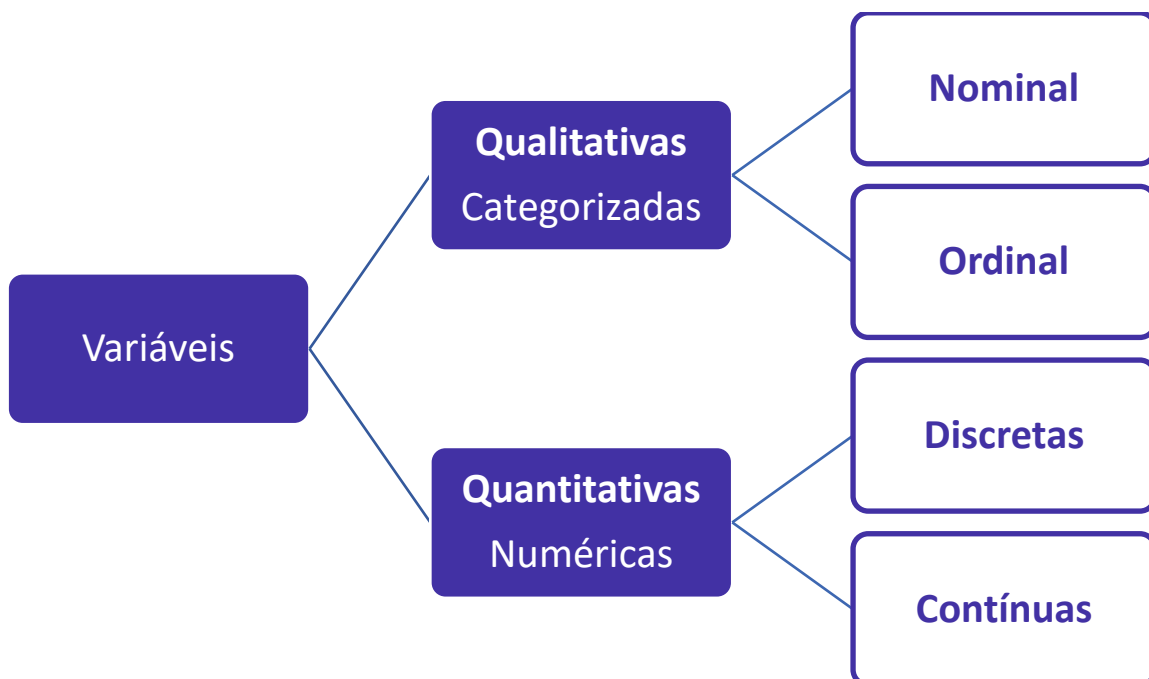 Variáveis
Qualitativas
Categorizadas
Nominal
Ordinal
Quantitativas
Numéricas
Discretas
Contínuas